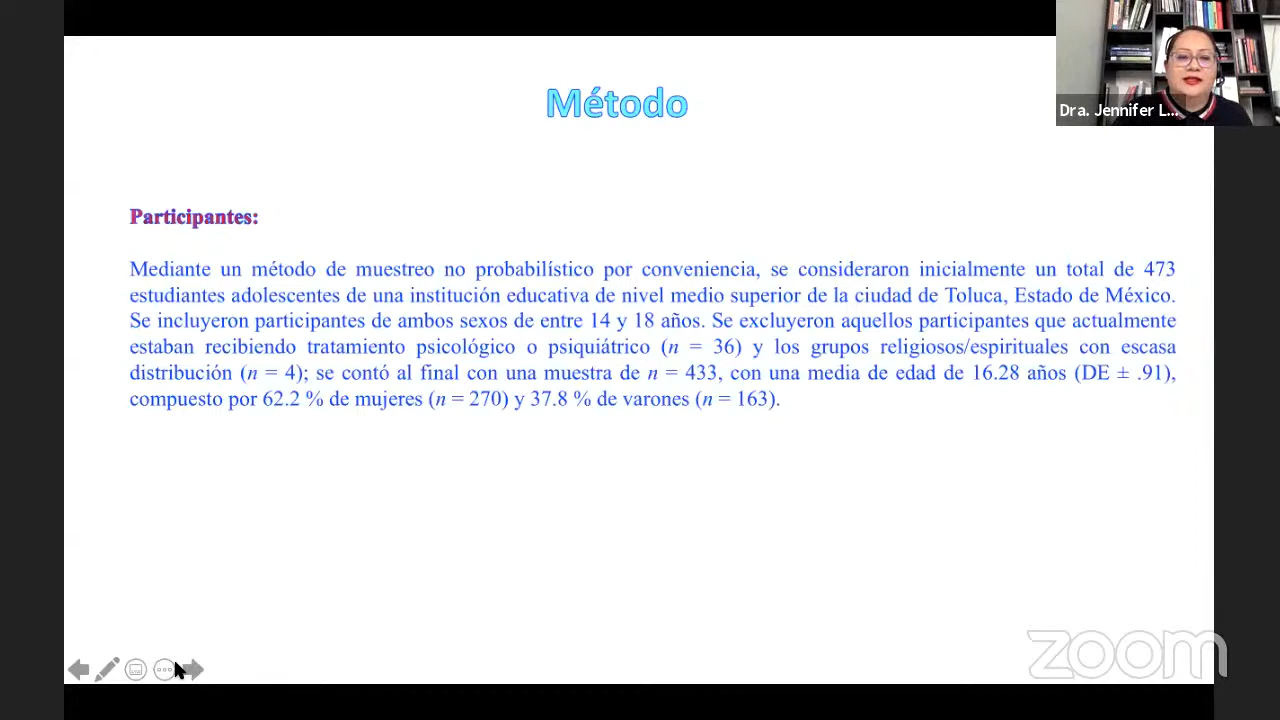 Método
Dra. Jennifer L...
Participantes:
Mediante un método de muestreo no probabilístico por conveniencia, se consideraron inicialmente un total de 473
estudiantes adolescentes de una institución educativa de nivel medio superior de la ciudad de Toluca, Estado de México.
Se incluyeron participantes de ambos sexos de entre 14 y 18 años. Se excluyeron aquellos participantes que actualmente
estaban recibiendo tratamiento psicológico o psiquiátrico (n = 36) y los grupos religiosos/espirituales con escasa
distribución (n = 4); se contó al final con una muestra de n = 433, con una media de edad de 16.28 años (DE ± .91),
compuesto por 62.2 % de mujeres (n = 270) y 37.8 % de varones (n = 163).
zoom